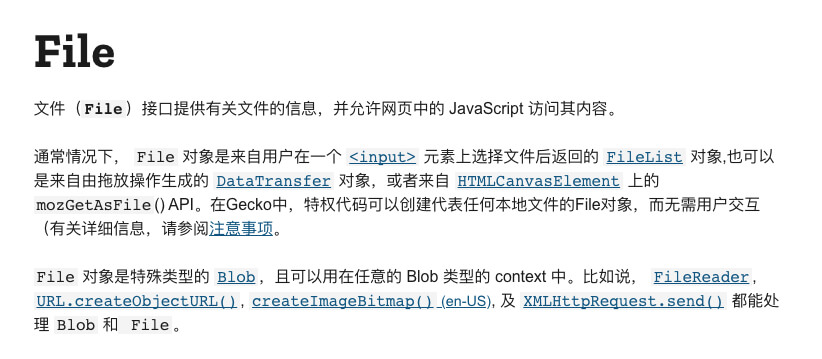 File
文件（File）接口提供有关文件的信息，并允许网页中的 JavaScript 访问其内容。
通常情况下， File 对象是来自用户在一个 <input> 元素上选择文件后返回的 FileList 对象,也可以
是来自由拖放操作生成的 DataTransfer 对象，或者来自 HTMLCanvasElement 上的
mozGetAsFile() API。在Gecko中，特权代码可以创建代表任何本地文件的File对象，而无需用户交互
（有关详细信息，请参阅注意事项。
File 对象是特殊类型的 Blob，且可以用在任意的 Blob 类型的 context 中。比如说， FileReader,
URL.createObjectURL(), createImageBitmap() (en-US), 及 XMLHttpRequest.send() 都能处
理 Blob 和 File。